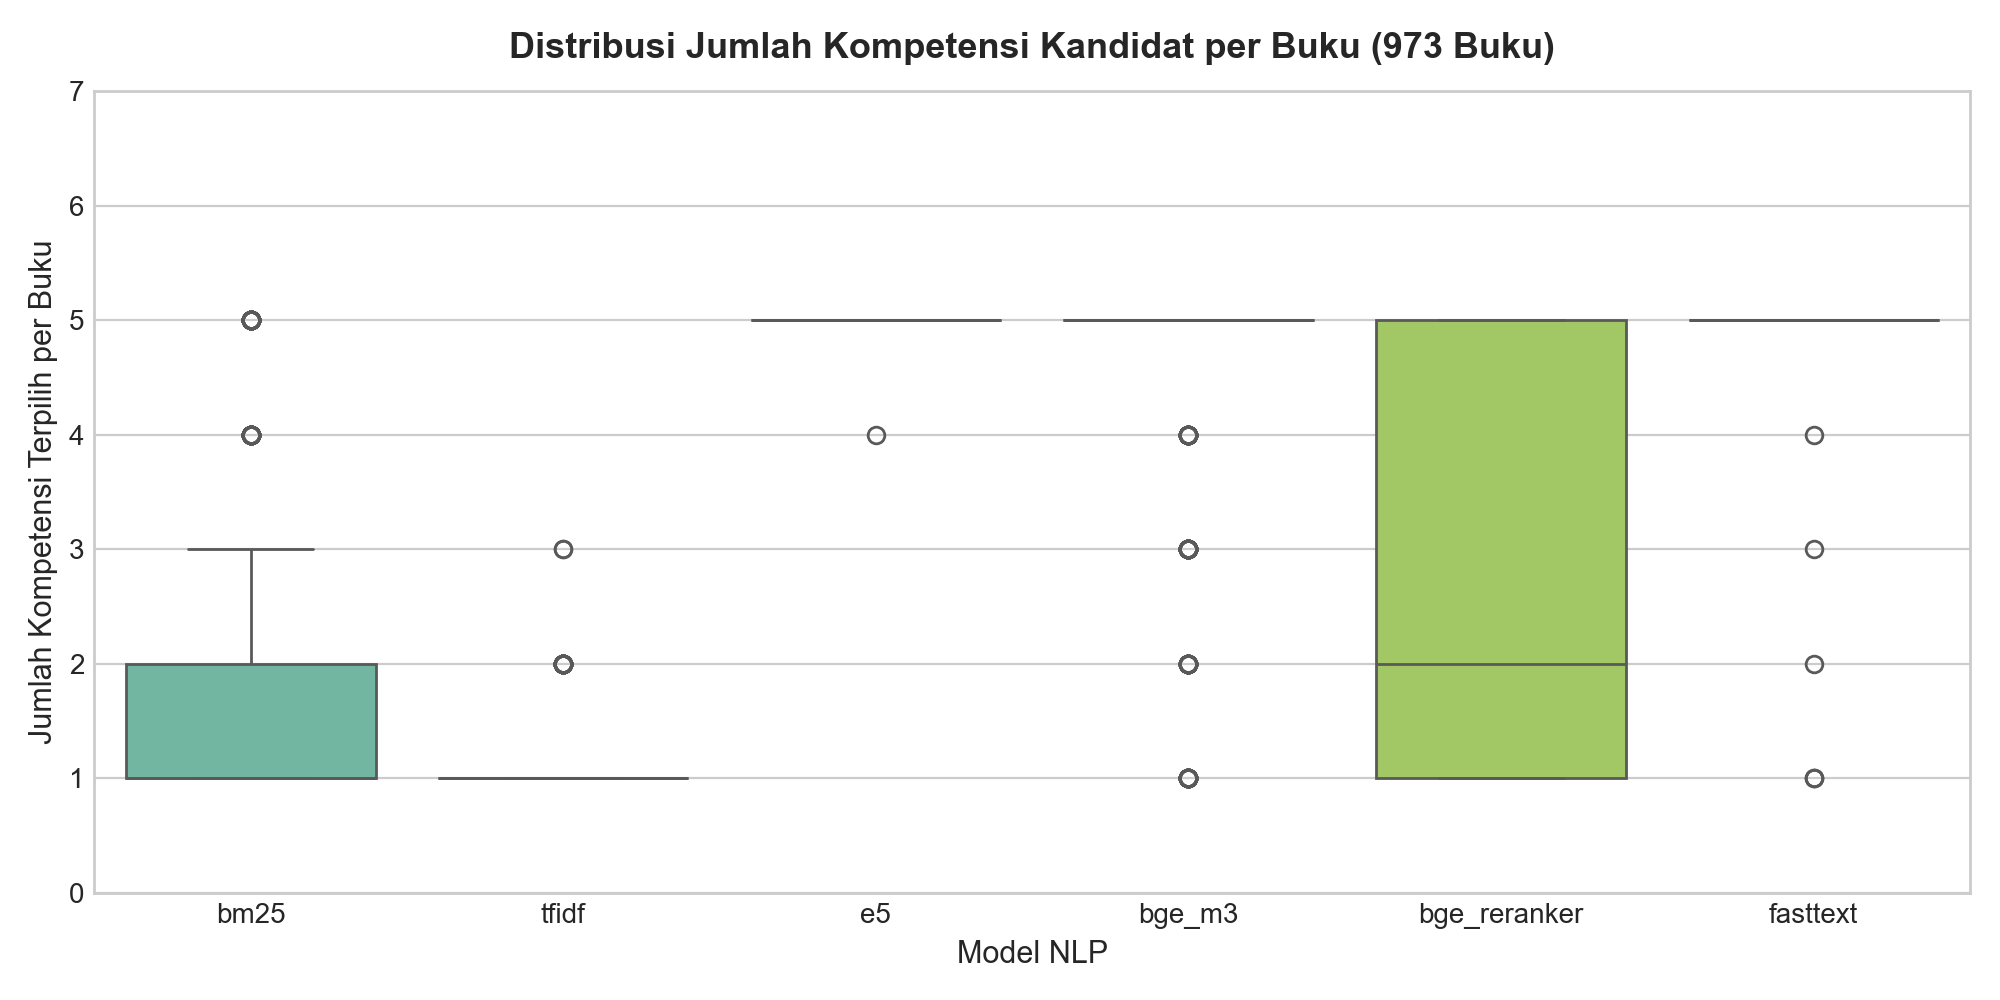 Distribusi Jumlah Kompetensi Kandidat per Buku (973 Buku)
Jumlah Kompetensi Terpilih per Buku
7
6
5
4
3
2
1
0
bm25 tfidf e5 bge_m3 bge_reranker fasttext
Model NLP